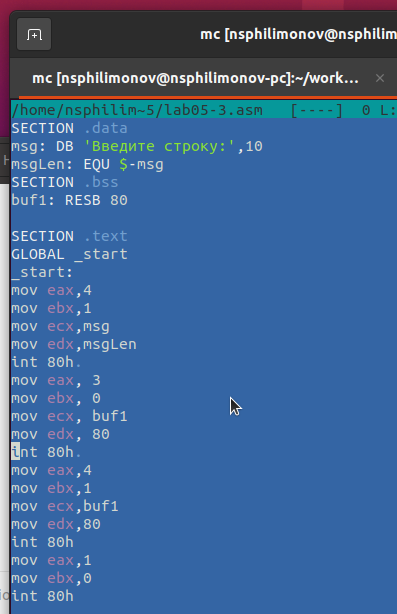 mc [nsphilimonov@nsphilim
mc [nsphilimonov@nsphilimonov-pc]:~/work... ×
/home/nsphilim~5/lab05-3.asm [----] 0 L:
SECTION .data
msg: DB 'Введите строку:',10
msgLen: EQU $-msg
SECTION .bss
buf1: RESB 80
SECTION .text
GLOBAL _start
_start:
mov eax,4
mov ebx,1
mov ecx,msg
mov edx,msgLen
int 80h.
mov eax, 3
mov ebx, 0
mov ecx, buf1
mov edx, 80
int 80h.
mov eax,4
mov ebx,1
mov ecx,buf1
mov edx,80
int 80h
mov eax,1
mov ebx,0
int 80h